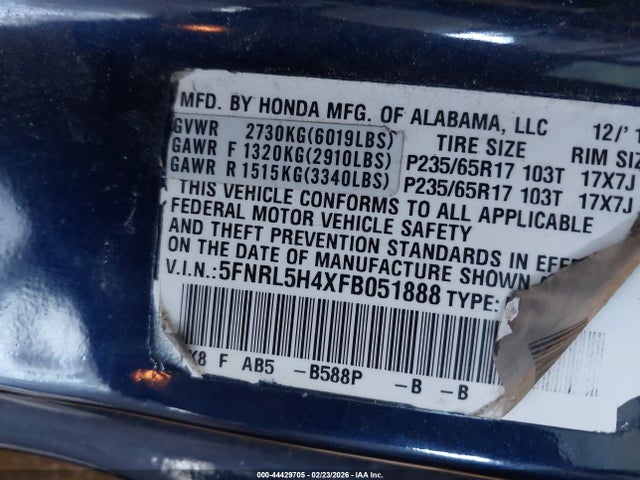 MFD. BY HONDA MFG. OF ALABAMA, LLC 12/'1
GVWR 2730KG(6019LBS) TIRE SIZE RIM SIZE
GAWR F 1320KG(2910LBS) P235/65R17 103T 17X7J
GAWR R 1515KG(3340LBS) P235/65R17 103T 17X7J
THIS VEHICLE CONFORMS TO ALL APPLICABLE
FEDERAL MOTOR VEHICLE SAFETY
AND THEFT PREVENTION STANDARDS IN EFFE
ON THE DATE OF MANUFACTURE SHOWN
V.I.N.: 5FNRL5H4XFB051888 TYPE:
K8 F AB5 -B588P -B -B
000-44429705 - 02/23/2026 - IAA Inc.